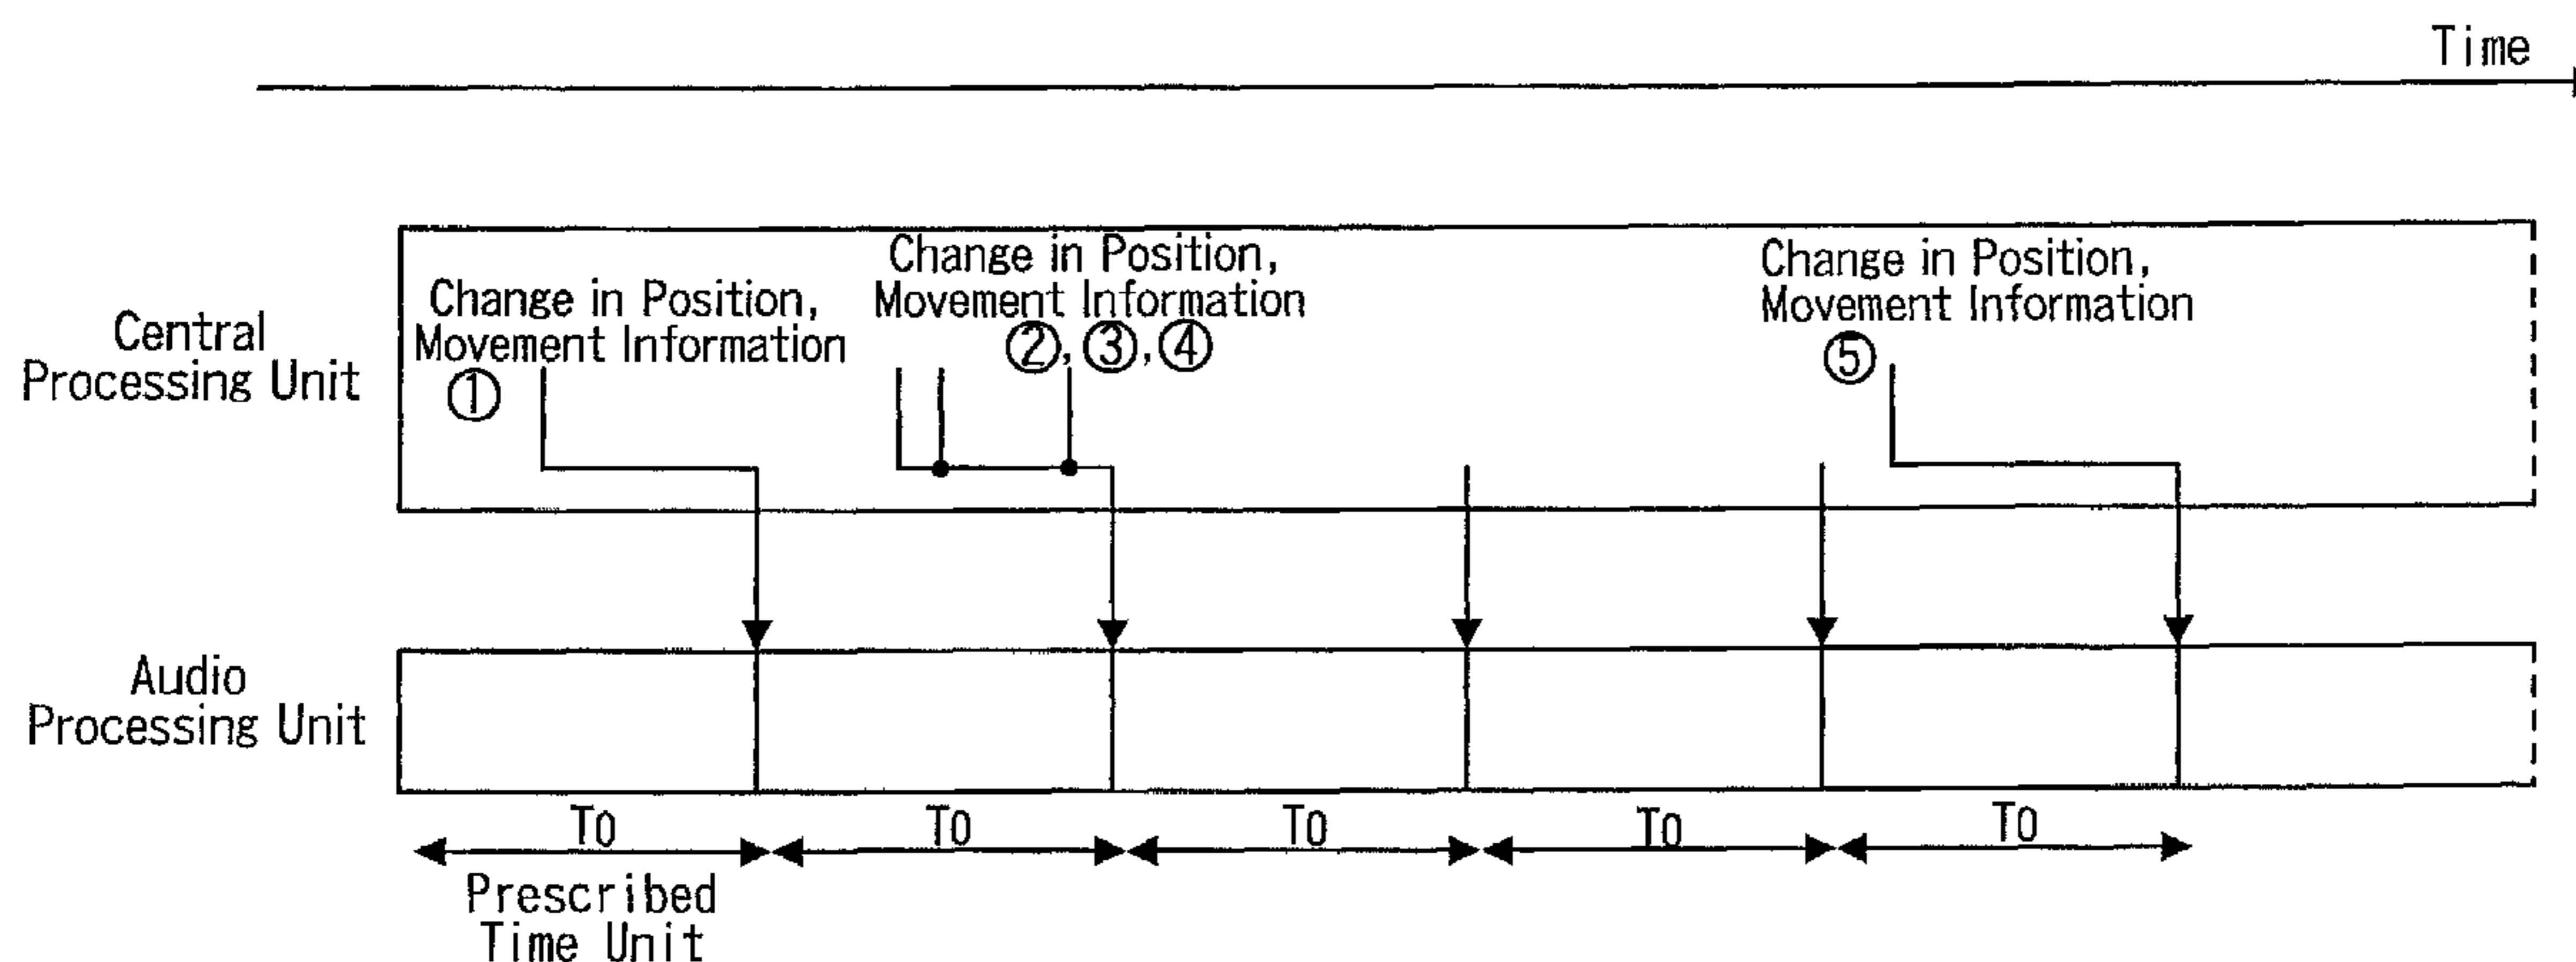 Time
Central
Processing Unit
Change in Position,
Movement Information
①
Change in Position,
Movement Information
②, ③, ④
Change in Position,
Movement Information
⑤
Audio
Processing Unit
T0
T0
T0
T0
T0
Prescribed
Time Unit